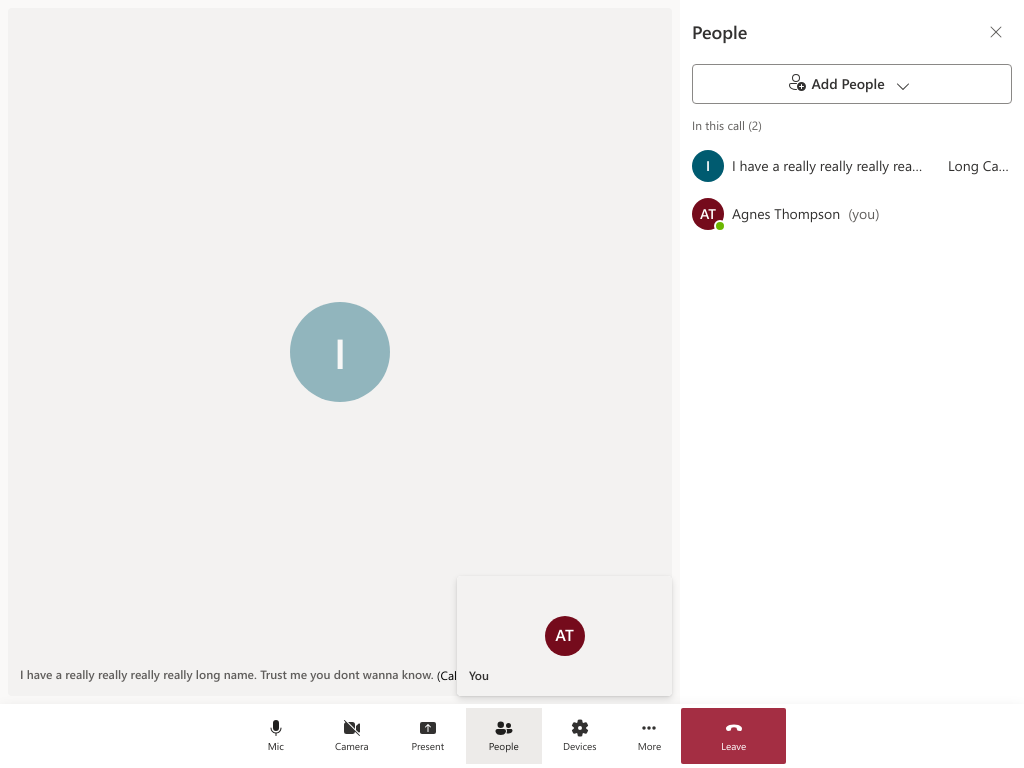 People
Add People
In this call (2)
I I have a really really really rea... Long Ca...
AT Agnes Thompson (you)
I
AT
I have a really really really really long name. Trust me you dont wanna know. (Cal
You
Mic Camera Present People Devices More Leave